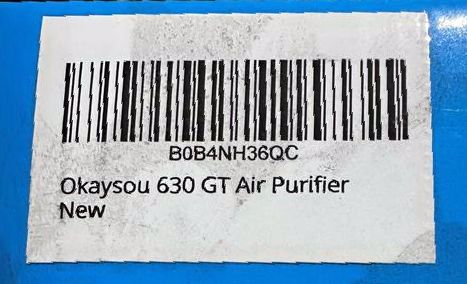 B0B4NH36QC
Okaysou 630 GT Air Purifier
New